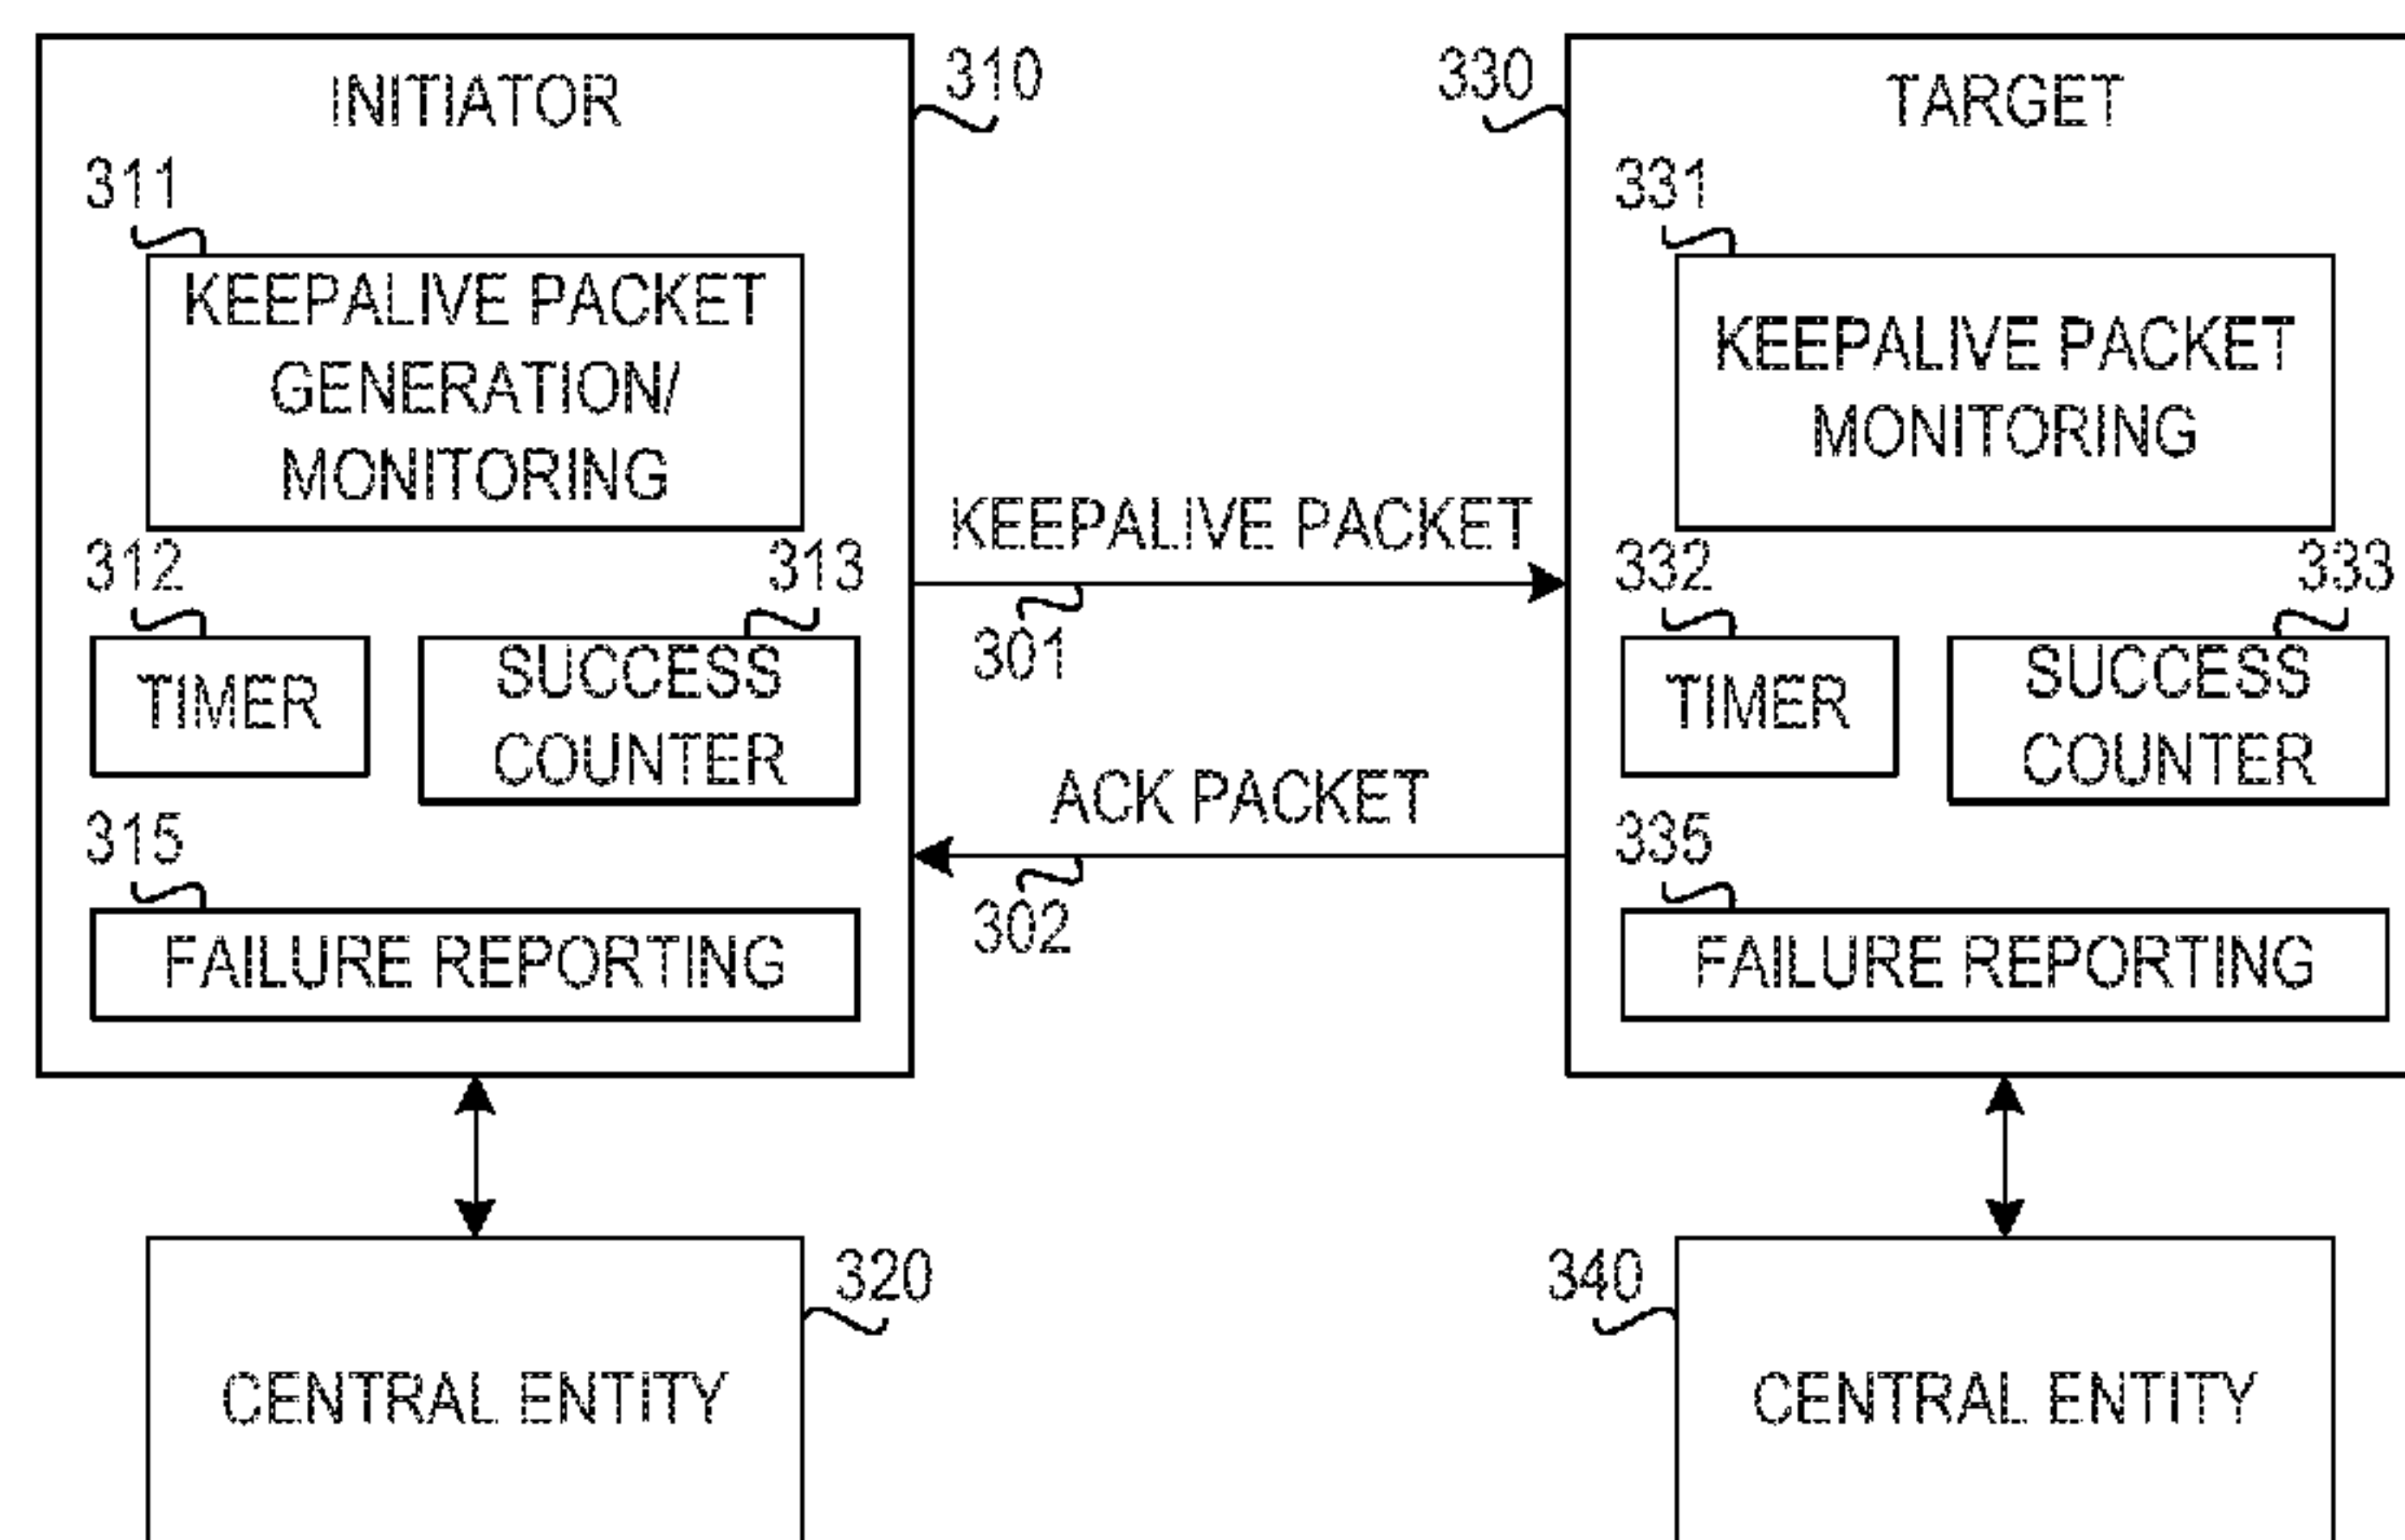 INITIATOR
310
311
KEEPALIVE PACKET
GENERATION/
MONITORING
312
313
TIMER
SUCCESS
COUNTER
315
FAILURE REPORTING
KEEPALIVE PACKET
301
ACK PACKET
302
330
TARGET
331
KEEPALIVE PACKET
MONITORING
332
333
TIMER
SUCCESS
COUNTER
335
FAILURE REPORTING
320
CENTRAL ENTITY
340
CENTRAL ENTITY